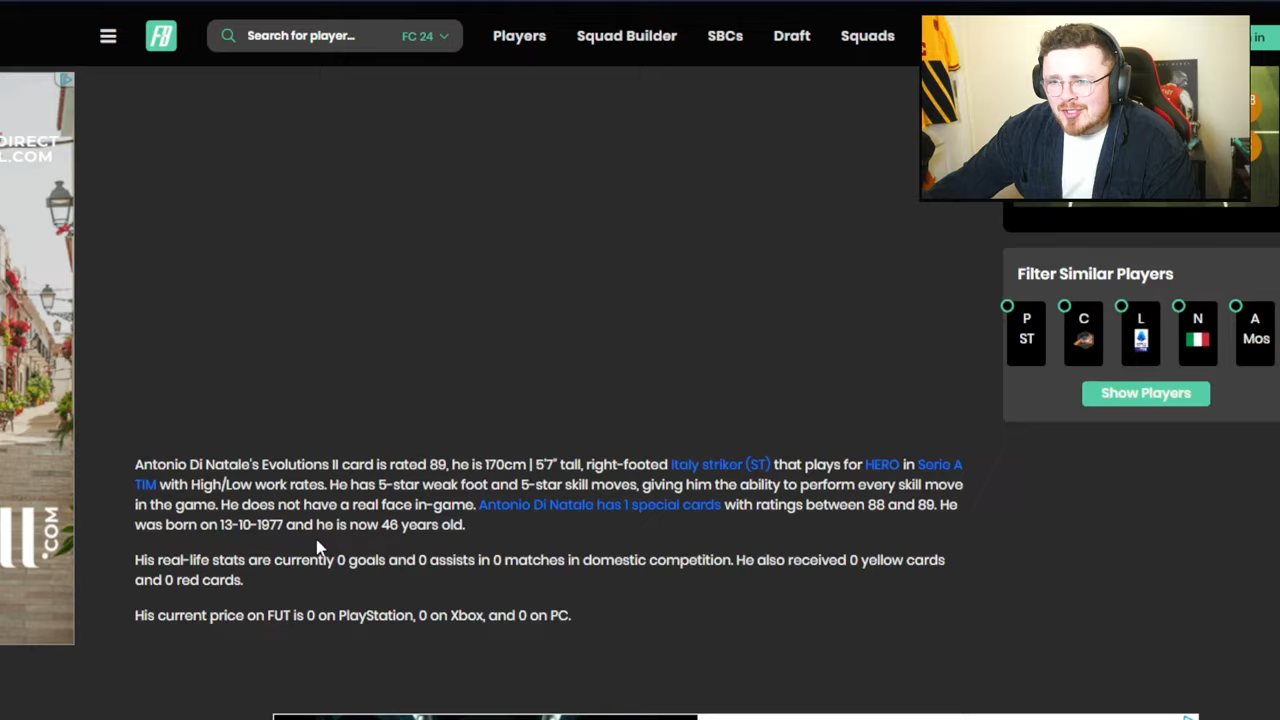 FB
Search for player...
FC 24
Players
Squad Builder
SBCs
Draft
Squads
in
DIRECT
L.COM
ll.COM
Filter Similar Players
P
ST
C
L
N
A
Mos
Show Players
Antonio Di Natale's Evolutions II card is rated 89, he is 170cm | 5'7" tall, right-footed Italy striker (ST) that plays for HERO in Serie A
TIM with High/Low work rates. He has 5-star weak foot and 5-star skill moves, giving him the ability to perform every skill move
in the game. He does not have a real face in-game. Antonio Di Natale has 1 special cards with ratings between 88 and 89. He
was born on 13-10-1977 and he is now 46 years old.
His real-life stats are currently 0 goals and 0 assists in 0 matches in domestic competition. He also received 0 yellow cards
and 0 red cards.
His current price on FUT is 0 on PlayStation, 0 on Xbox, and 0 on PC.